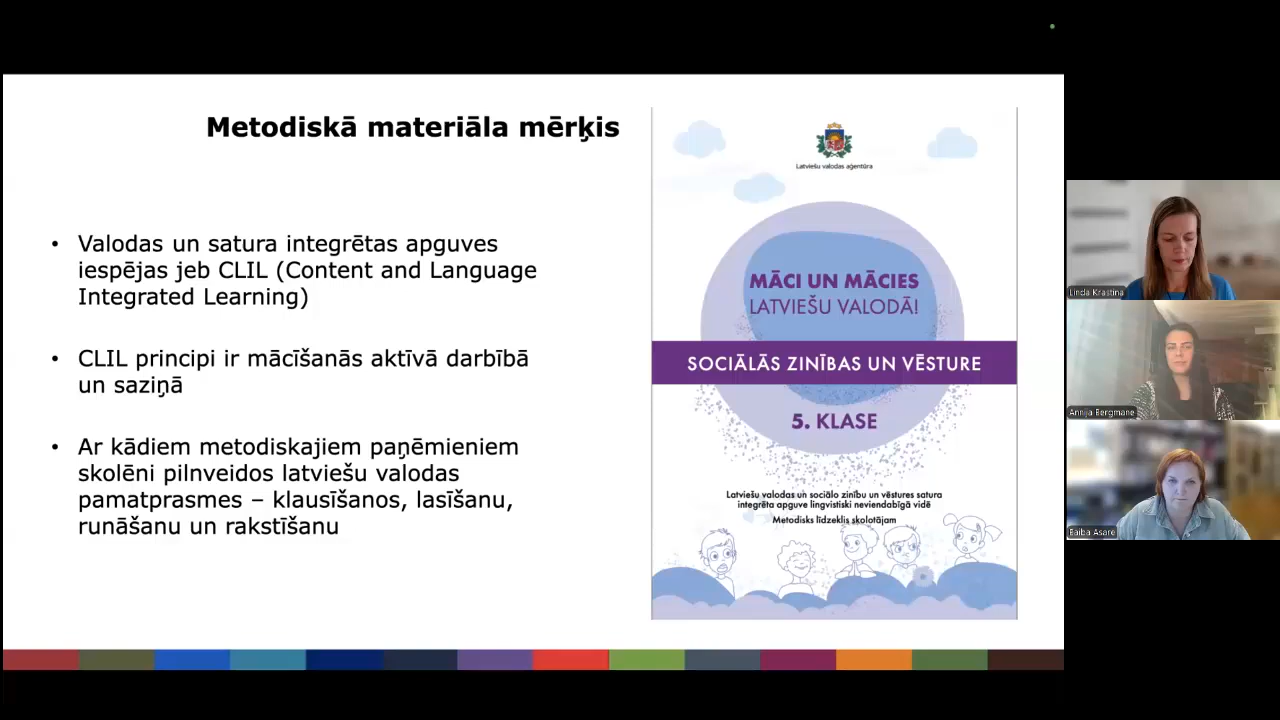 Metodiskā materiāla mērķis
• Valodas un satura integrētas apguves
iespējas jeb CLIL (Content and Language
Integrated Learning)
• CLIL principi ir mācīšanās aktīvā darbībā
un saziņā
• Ar kādiem metodiskajiem paņēmieniem
skolēni pilnveidos latviešu valodas
pamatprasmes – klausīšanos, lasīšanu,
runāšanu un rakstīšanu
Latviešu valodas aģentūra
MĀCI UN MĀCIES
LATVIEŠU VALODĀ!
SOCIĀLĀS ZINĪBAS UN VĒSTURE
5. KLASE
Latviešu valodas un sociālo zinību un vēstures satura
integrēta apguve lingvistiski neviendabīgā vidē
Metodisks līdzeklis skolotājam
Linda Krastiņa
Annija Bergmane
Baiba Asare